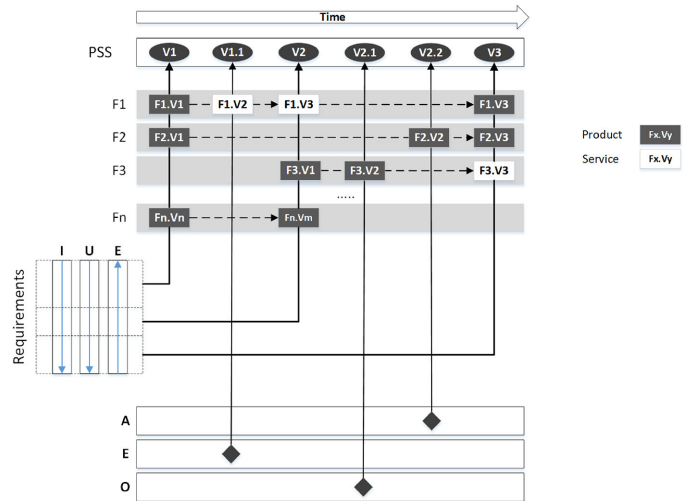 Time
PSS V1 V1.1 V2 V2.1 V2.2 V3
F1 F1.V1 F1.V2 F1.V3 F1.V3
F2 F2.V1 F2.V2 F2.V3
F3 F3.V1 F3.V2 F3.V3
.....
Fn Fn.Vn Fn.Vm
Product Fx.Vy
Service Fx.Vy
I U E
Requirements
A
E
O